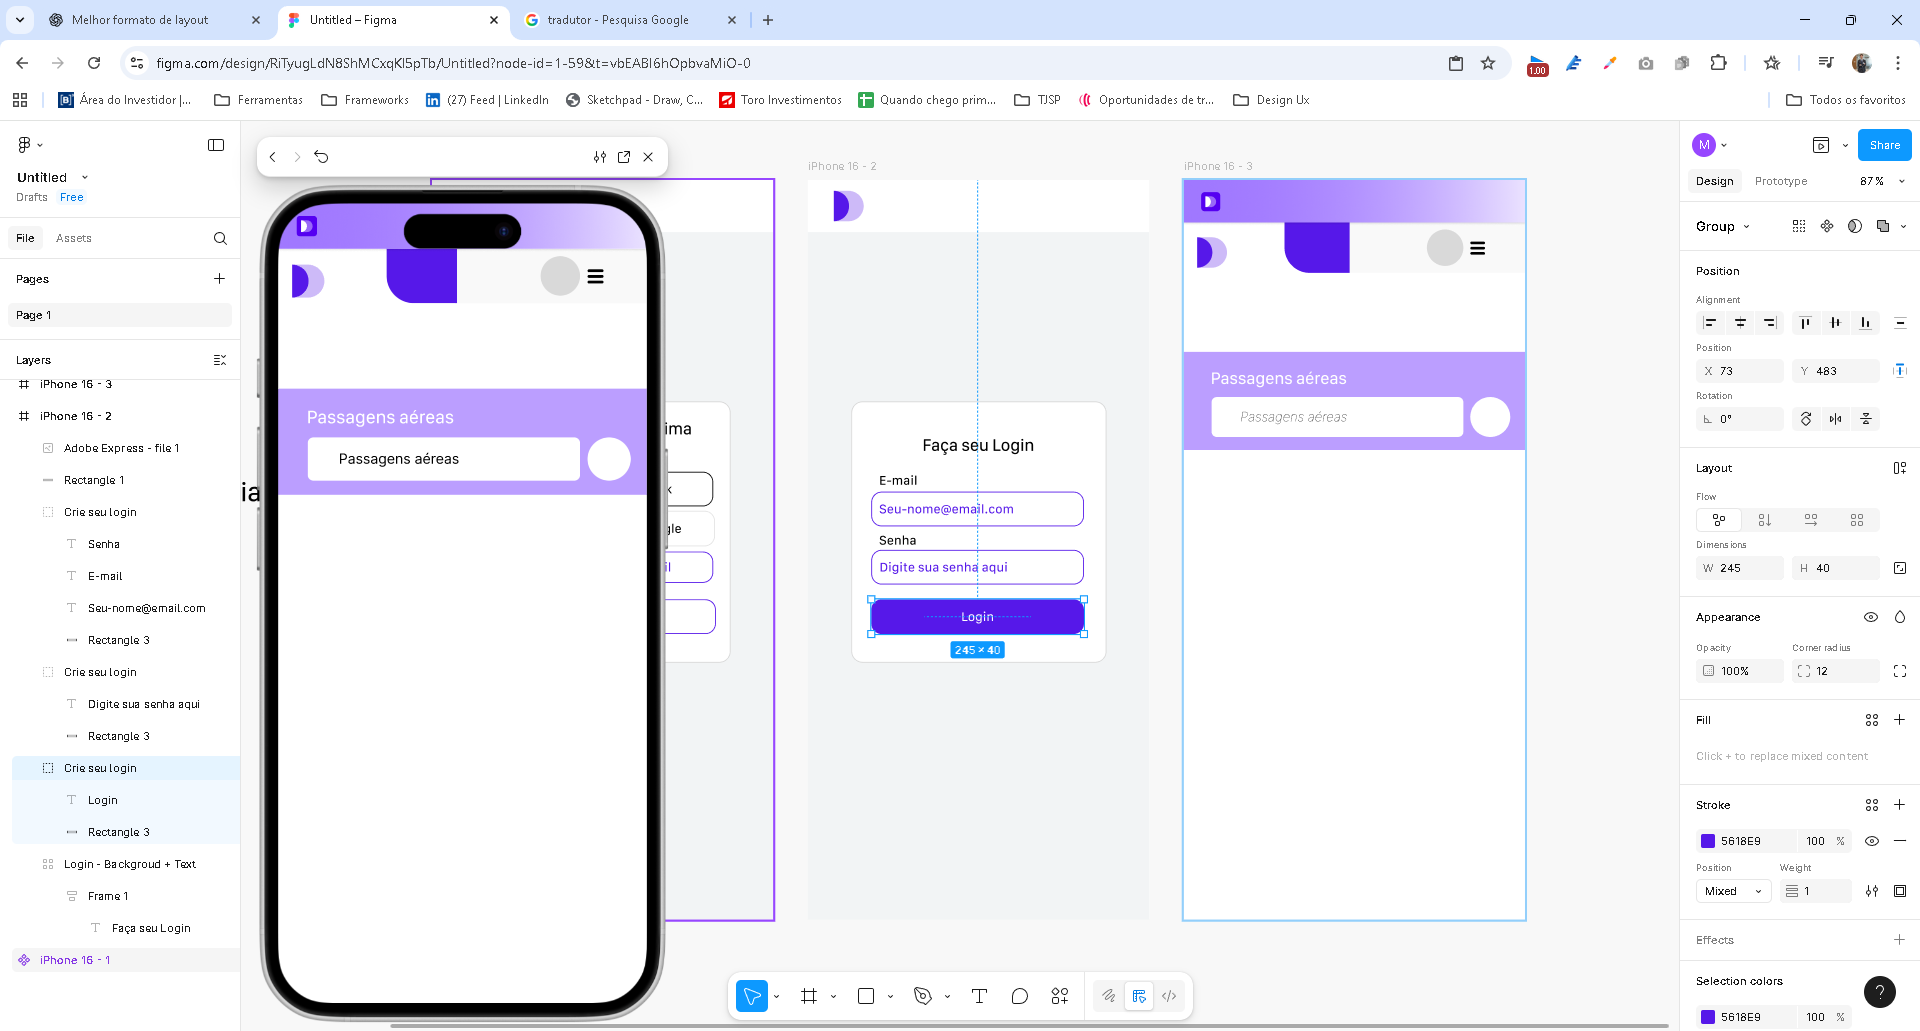 Melhor formato de layout
Untitled – Figma
tradutor - Pesquisa Google
figma.com/design/RiTyugLdN8ShMCxqKl5pTb/Untitled?node-id=1-59&t=vbEABl6hOpbvaMiO-0
1.00
Área do Investidor |...
Ferramentas
Frameworks
(27) Feed | LinkedIn
Sketchpad - Draw, C...
Toro Investimentos
Quando chego prim...
TJSP
Oportunidades de tr...
Design Ux
Todos os favoritos
Untitled
Drafts
Free
File
Assets
Pages
Page 1
Layers
iPhone 16 - 3
iPhone 16 - 2
Adobe Express - file 1
Rectangle 1
Crie seu login
Senha
E-mail
Seu-nome@email.com
Rectangle 3
Crie seu login
Digite sua senha aqui
Rectangle 3
Crie seu login
Login
Rectangle 3
Login - Backgroud + Text
Frame 1
Faça seu Login
iPhone 16 - 1
Passagens aéreas
Passagens aéreas
ia
ima
k
gle
il
iPhone 16 - 2
Faça seu Login
E-mail
Seu-nome@email.com
Senha
Digite sua senha aqui
Login
245 × 40
iPhone 16 - 3
Passagens aéreas
Passagens aéreas
M
Share
Design
Prototype
87%
Group
Position
Alignment
Position
X 73
Y 483
Rotation
0°
Layout
Flow
Dimensions
W 245
H 40
Appearance
Opacity
Corner radius
100%
12
Fill
Click + to replace mixed content
Stroke
5618E9 100 %
Position
Weight
Mixed
1
Effects
Selection colors
5618E9 100 %
?